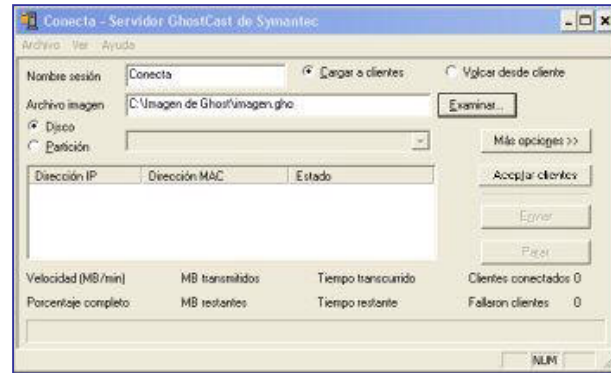 Conecta - Servidor GhostCast de Symantec
Archivo Ver Ayuda
Nombre sesión Conecta Cargar a clientes Volcar desde cliente
Archivo imagen C:\Imagen de Ghost\imagen.gho Examinar...
Disco
Partición
Más opciones >>
Dirección IP Dirección MAC Estado
Aceptar clientes
Enviar
Parar
Velocidad (MB/min) MB transmitidos Tiempo transcurrido Clientes conectados 0
Porcentaje completo MB restantes Tiempo restante Fallaron clientes 0
NUM